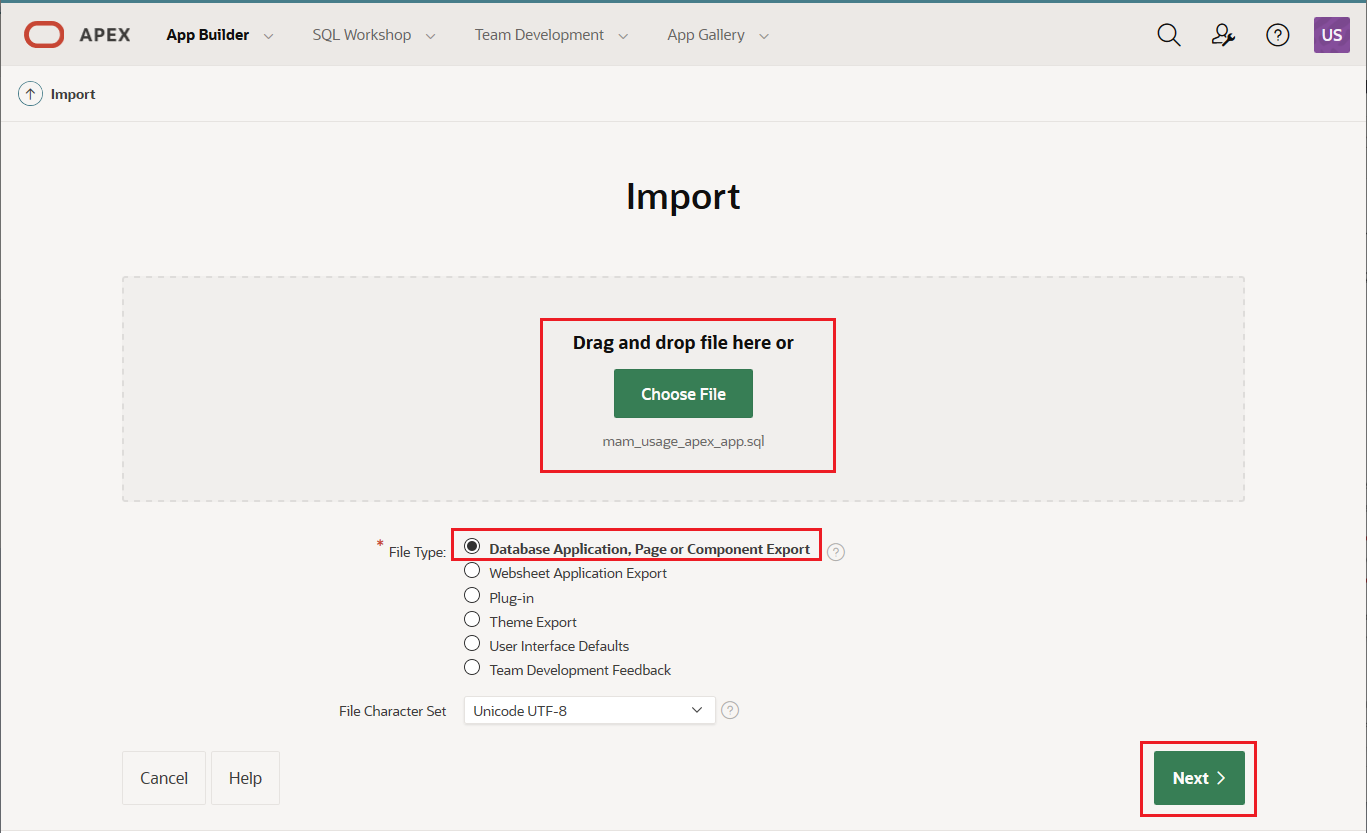 APEX App Builder SQL Workshop Team Development App Gallery ? US
Import
Import
Drag and drop file here or
Choose File
mam_usage_apex_app.sql
* File Type: Database Application, Page or Component Export ?
Websheet Application Export
Plug-in
Theme Export
User Interface Defaults
Team Development Feedback
File Character Set Unicode UTF-8 ?
Cancel Help Next